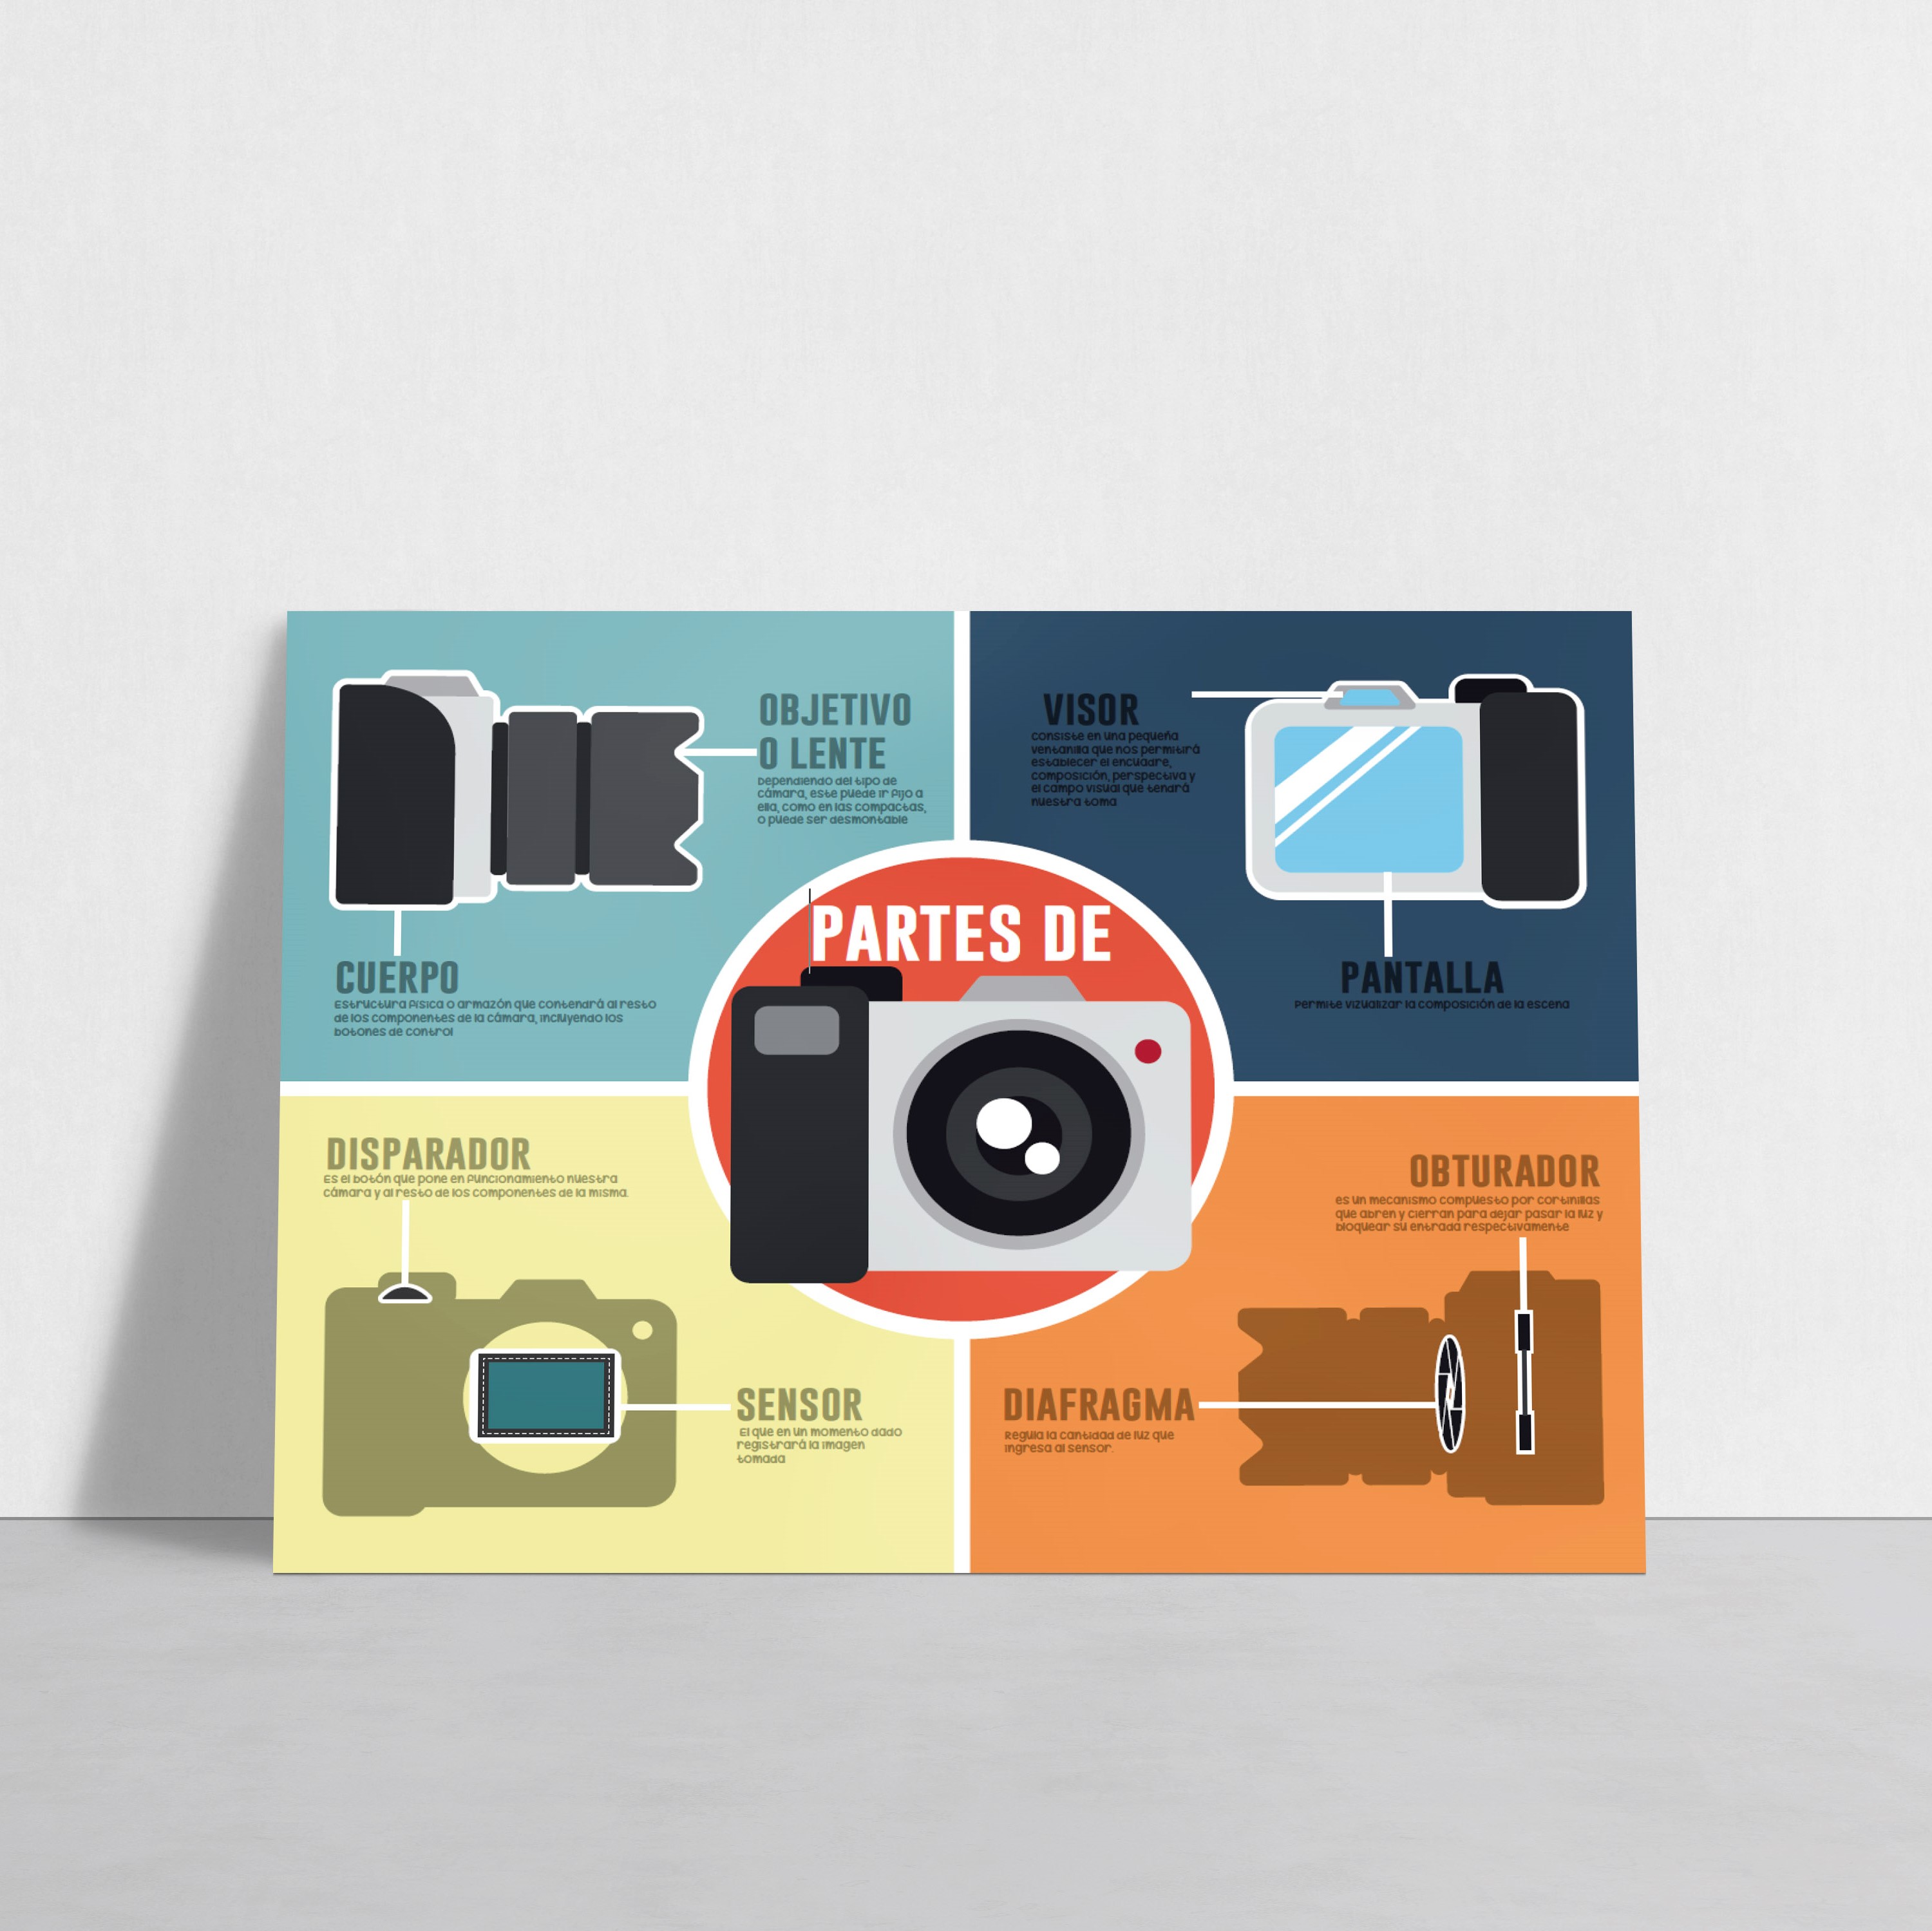 OBJETIVO
O LENTE
Dependiendo del tipo de
cámara, este puede ir fijo a
ella, como en las compactas,
o puede ser desmontable
CUERPO
Estructura física o armazón que contendrá al resto
de los componentes de la cámara, incluyendo los
botones de control
VISOR
consiste en una pequeña
ventanilla que nos permitirá
establecer el encuadre,
composición, perspectiva y
el campo visual que tendrá
nuestra toma
PANTALLA
Permite vizualizar la composición de la escena
PARTES DE
DISPARADOR
Es el botón que pone en funcionamiento nuestra
cámara y al resto de los componentes de la misma.
SENSOR
El que en un momento dado
registrará la imagen
tomada
OBTURADOR
es un mecanismo compuesto por cortinillas
que abren y cierran para dejar pasar la luz y
bloquear su entrada respectivamente
DIAFRAGMA
Regula la cantidad de luz que
ingresa al sensor.